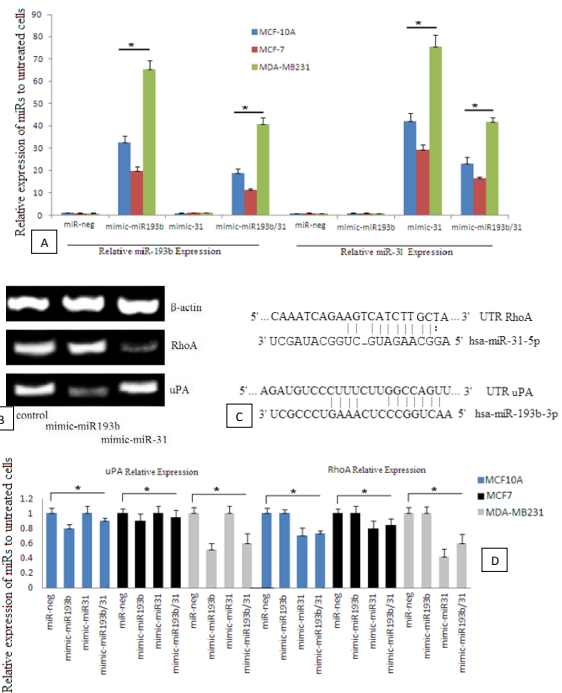 Relative expression of miRs to untreated cells
90
80
70
60
50
40
30
20
10
0
* * * *
MCF-10A
MCF-7
MDA-MB231
miR-neg mimic-miR193b mimic-31 mimic-miR193b/31 miR-neg mimic-miR193b mimic-31 mimic-miR193b/31
Relative miR-193b Expression Relative miR-31 Expression
A
β-actin
RhoA
uPA
control
mimic-miR193b
mimic-miR-31
B
5'... CAAATCAGAAGTCATCTT GCTA... 3' UTR RhoA
3' UCGAUACGGUC _GUAGAACGGA 5' hsa-miR-31-5p
5'... AGAUGUCCCUUUCUUGGCCAGUU... 3' UTR uPA
3' UCGCCCUGAAACUCCCGGUCAA 5' hsa-miR-193b-3p
C
Relative expression of miRs to untreated cells
uPA Relative Expression RhoA Relative Expression
1.2
1
0.8
0.6
0.4
0.2
0
* * * * * *
MCF10A
MCF7
MDA-MB231
D
miR-neg mimic-miR193b mimic-miR31 mimic-miR193b/31 miR-neg mimic-miR193b mimic-miR31 mimic-miR193b/31 miR-neg mimic-miR193b mimic-miR31 mimic-miR193b/31 miR-neg mimic-miR193b mimic-miR31 mimic-miR193b/31 miR-neg mimic-miR193b mimic-miR31 mimic-miR193b/31 miR-neg mimic-miR193b mimic-miR31 mimic-miR193b/31